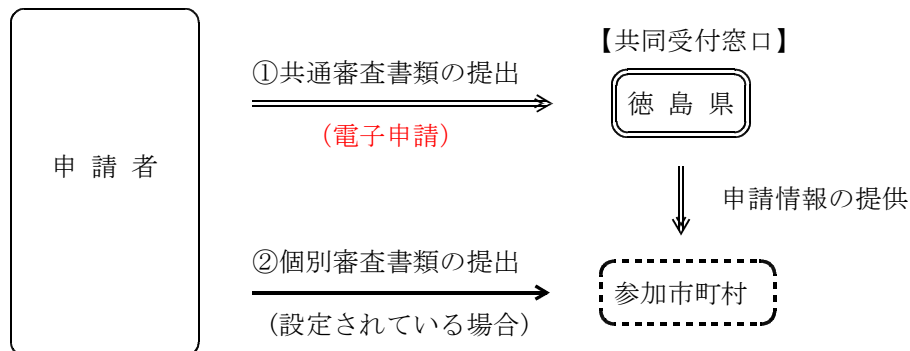 【共同受付窓口】
①共通審査書類の提出
徳 島 県
(電子申請)
申 請 者
申請情報の提供
②個別審査書類の提出
参加市町村
(設定されている場合)